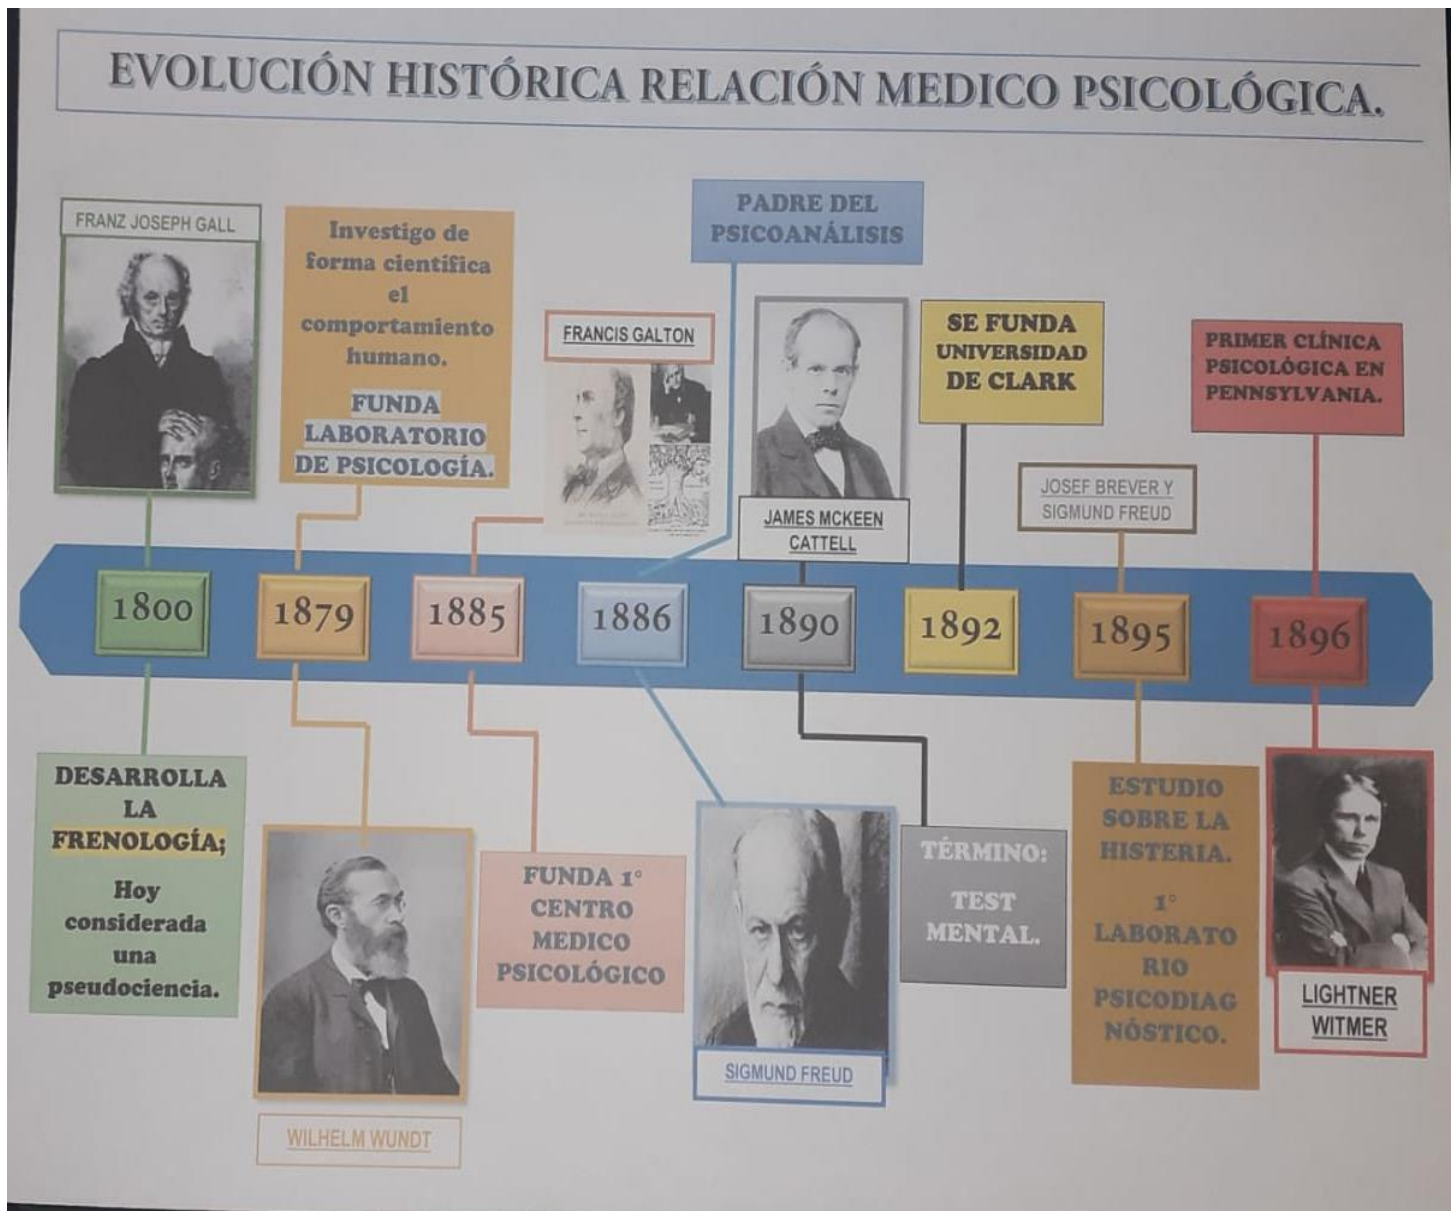 EVOLUCIÓN HISTÓRICA RELACIÓN MEDICO PSICOLÓGICA.
FRANZ JOSEPH GALL
1800
DESARROLLA
LA
FRENOLOGÍA;
Hoy
considerada
una
pseudociencia.
Investigo de
forma científica
el
comportamiento
humano.
FUNDA
LABORATORIO
DE PSICOLOGÍA.
1879
WILHELM WUNDT
FRANCIS GALTON
1885
FUNDA 1°
CENTRO
MEDICO
PSICOLÓGICO
PADRE DEL
PSICOANÁLISIS
1886
SIGMUND FREUD
JAMES MCKEEN
CATTELL
1890
TÉRMINO:
TEST
MENTAL.
SE FUNDA
UNIVERSIDAD
DE CLARK
1892
JOSEF BREVER Y
SIGMUND FREUD
1895
ESTUDIO
SOBRE LA
HISTERIA.
1°
LABORATO
RIO
PSICODIAG
NÓSTICO.
PRIMER CLÍNICA
PSICOLÓGICA EN
PENNSYLVANIA.
1896
LIGHTNER
WITMER